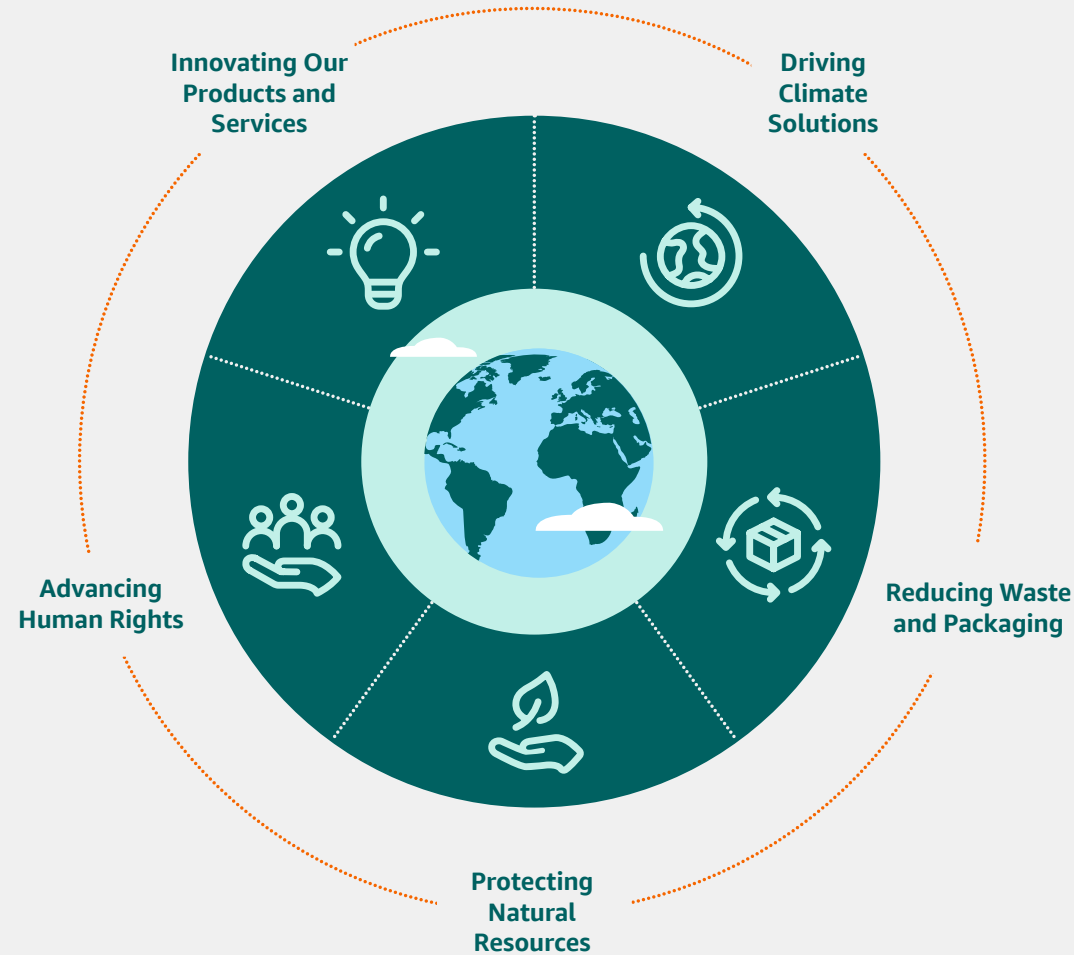 Innovating Our
Products and
Services
Driving
Climate
Solutions
Advancing
Human Rights
Reducing Waste
and Packaging
Protecting
Natural
Resources